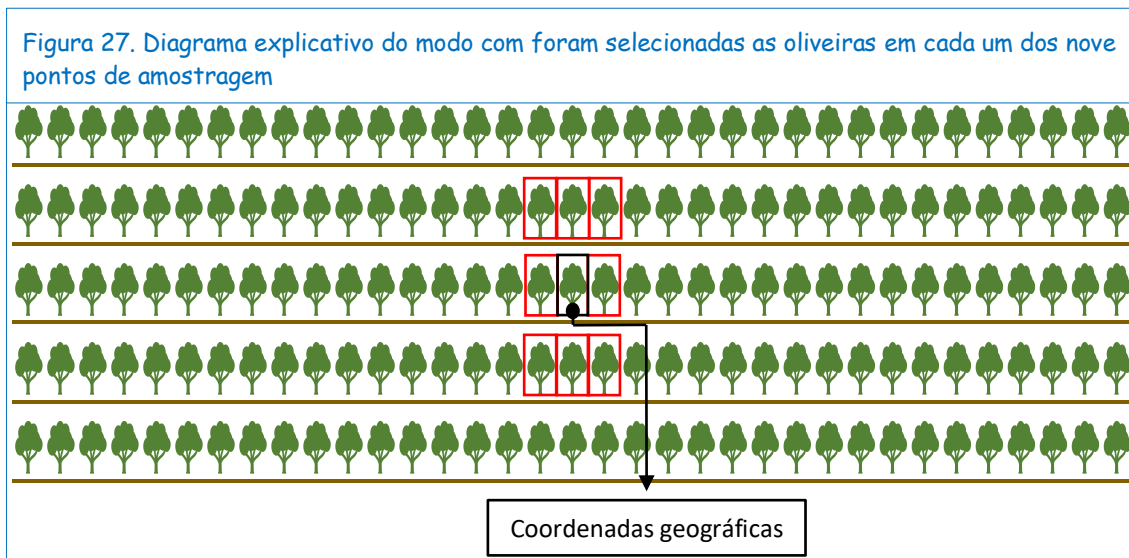 Figura 27. Diagrama explicativo do modo com foram selecionadas as oliveiras em cada um dos nove
pontos de amostragem
Coordenadas geográficas